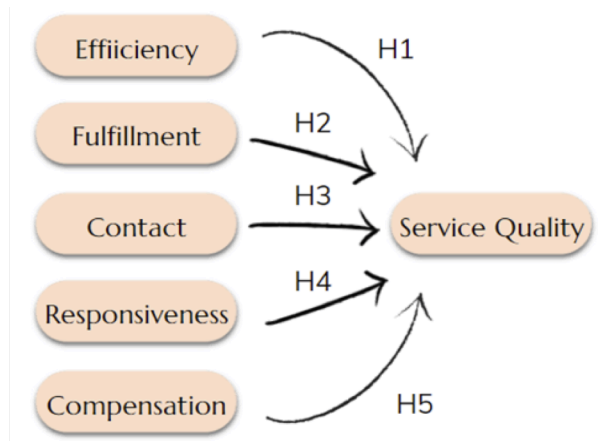 Effiiciency
H1
Fulfillment
H2
Contact
H3
Service Quality
Responsiveness
H4
Compensation
H5